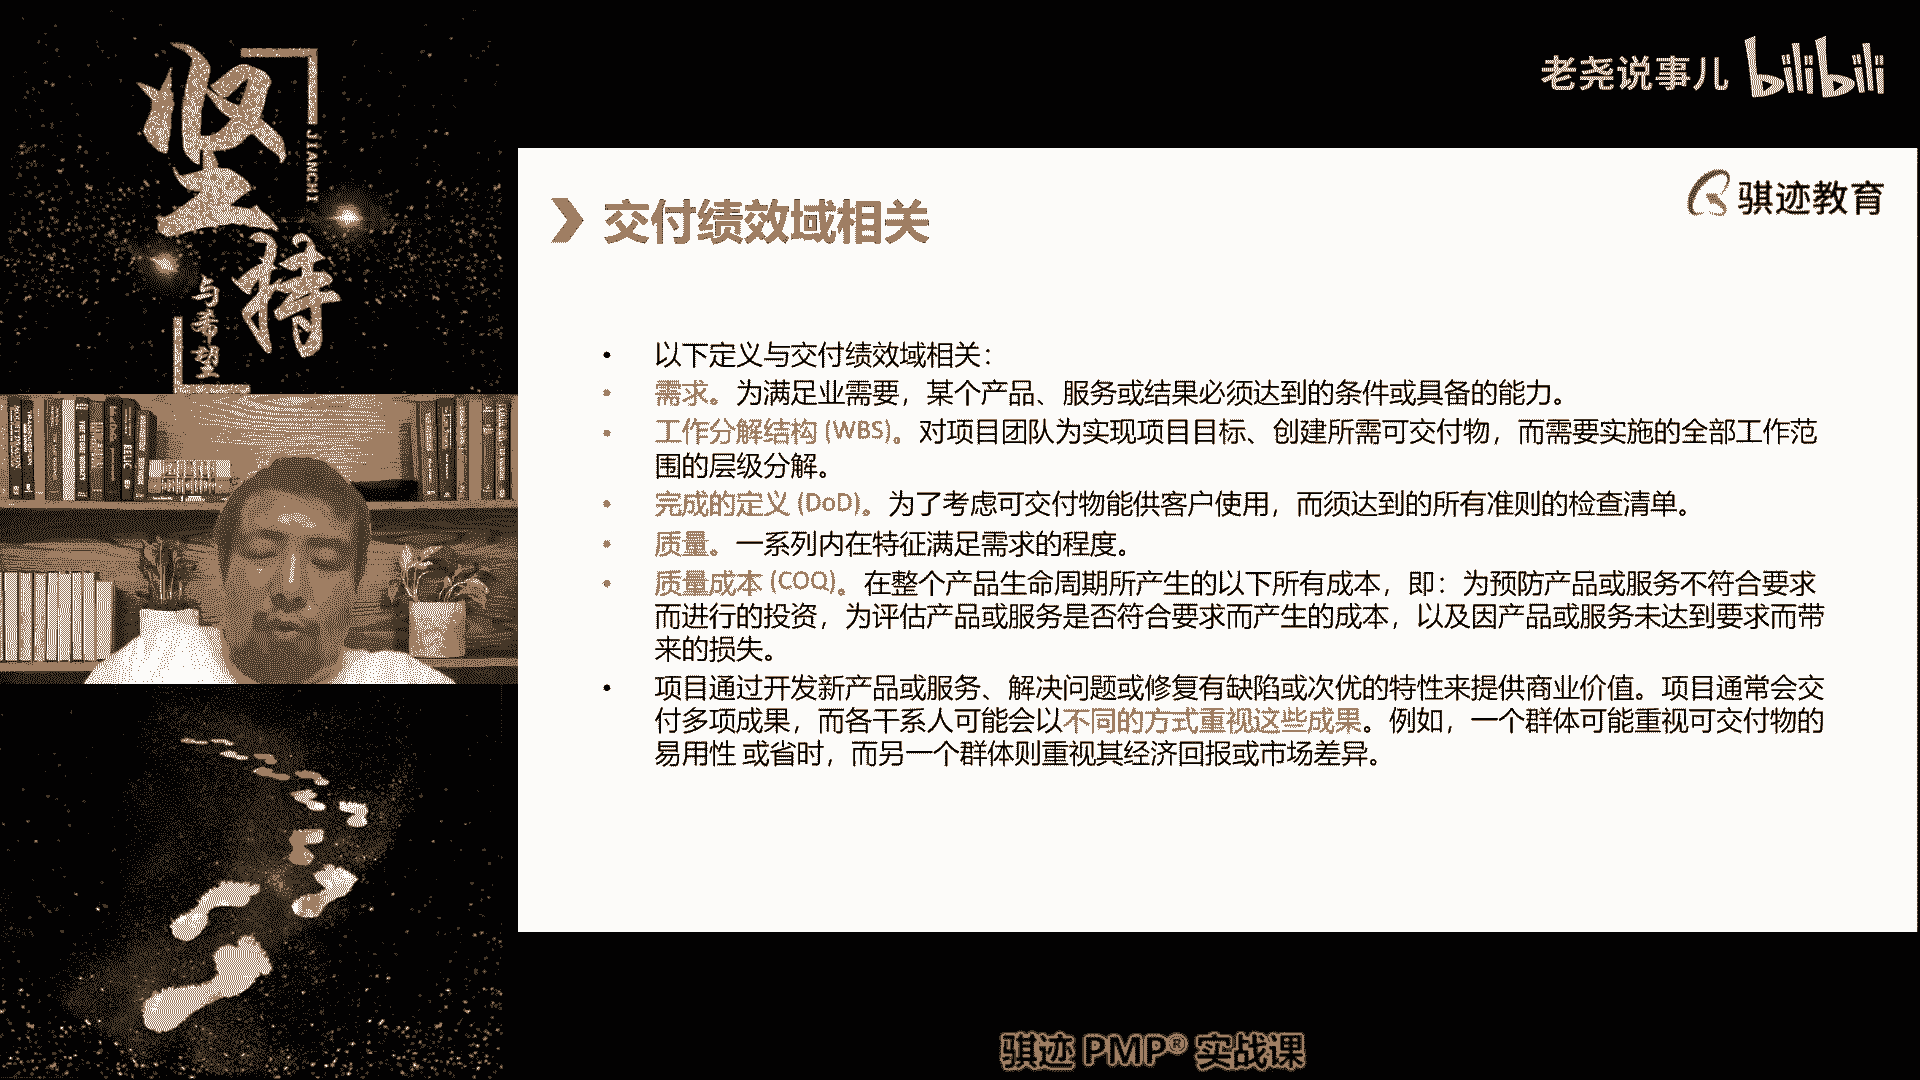 坚持
JIANCHI
与希望
老尧说事儿 bilibili
骐迹教育
交付绩效域相关
• 以下定义与交付绩效域相关：
• 需求。为满足业需要，某个产品、服务或结果必须达到的条件或具备的能力。
• 工作分解结构 (WBS)。对项目团队为实现项目目标、创建所需可交付物，而需要实施的全部工作范
围的层级分解。
• 完成的定义 (DoD)。为了考虑可交付物能供客户使用，而须达到的所有准则的检查清单。
• 质量。一系列内在特征满足需求的程度。
• 质量成本 (COQ)。在整个产品生命周期所产生的以下所有成本，即：为预防产品或服务不符合要求
而进行的投资，为评估产品或服务是否符合要求而产生的成本，以及因产品或服务未达到要求而带
来的损失。
• 项目通过开发新产品或服务、解决问题或修复有缺陷或次优的特性来提供商业价值。项目通常会交
付多项成果，而各干系人可能会以不同的方式重视这些成果。例如，一个群体可能重视可交付物的
易用性 或省时，而另一个群体则重视其经济回报或市场差异。
骐迹 PMP® 实战课